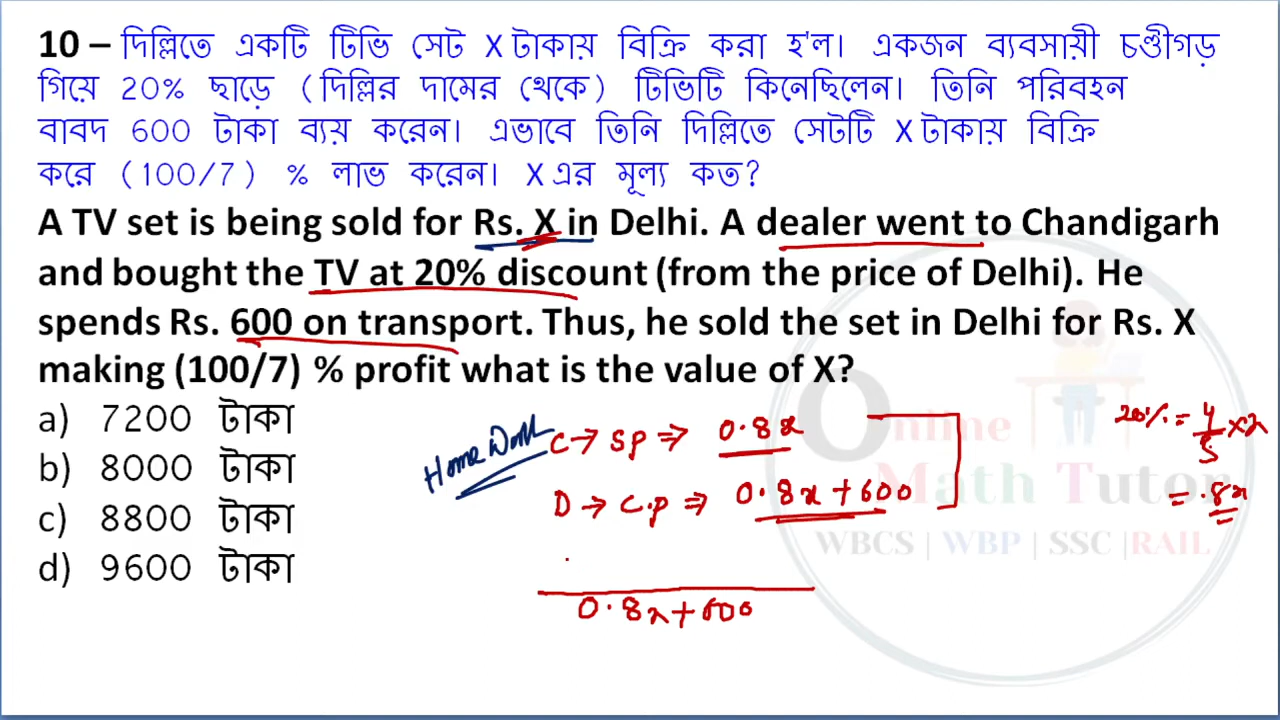 10 – দিল্লিতে একটি টিভি সেট X টাকায় বিক্রি করা হ'ল। একজন ব্যবসায়ী চণ্ডীগড়
গিয়ে 20% ছাড়ে (দিল্লির দামের থেকে) টিভিটি কিনেছিলেন। তিনি পরিবহন
বাবদ 600 টাকা ব্যয় করেন। এভাবে তিনি দিল্লিতে সেটটি X টাকায় বিক্রি
করে (100/7) % লাভ করেন। X এর মূল্য কত?
A TV set is being sold for Rs. X in Delhi. A dealer went to Chandigarh
and bought the TV at 20% discount (from the price of Delhi). He
spends Rs. 600 on transport. Thus, he sold the set in Delhi for Rs. X
making (100/7) % profit what is the value of X?
a) 7200 টাকা
b) 8000 টাকা
c) 8800 টাকা
d) 9600 টাকা
Home Work
C → SP ⇒ 0.8x
D → C.P ⇒ 0.8x + 600
0.8x + 600
20% = 4/5 × x
= .8x
Online
Math Tutor
WBCS | WBP | SSC | RAIL